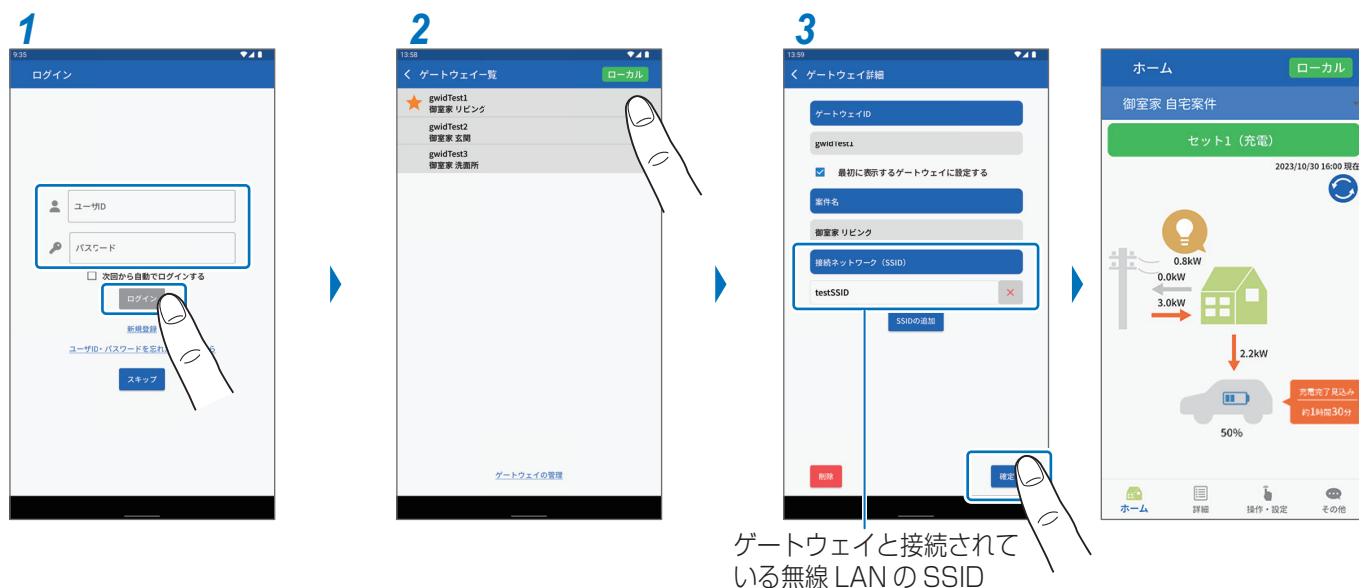 1
9:35
ログイン
ユーザID
パスワード
次回から自動でログインする
ログイン
新規登録
ユーザID・パスワードを忘れ
スキップ
2
13:58
ゲートウェイ一覧
ローカル
gwidTest1
御室家 リビング
gwidTest2
御室家 玄関
gwidTest3
御室家 洗面所
ゲートウェイの管理
3
13:59
ゲートウェイ詳細
ゲートウェイID
gwidTest1
最初に表示するゲートウェイに設定する
案件名
御室家 リビング
接続ネットワーク（SSID）
testSSID
SSIDの追加
削除
確定
ゲートウェイと接続されて
いる無線 LAN の SSID
ホーム
ローカル
御室家 自宅案件
セット1（充電）
2023/10/30 16:00 現在
0.8kW
0.0kW
3.0kW
2.2kW
充電完了見込み
約1時間30分
50%
ホーム
詳細
操作・設定
その他